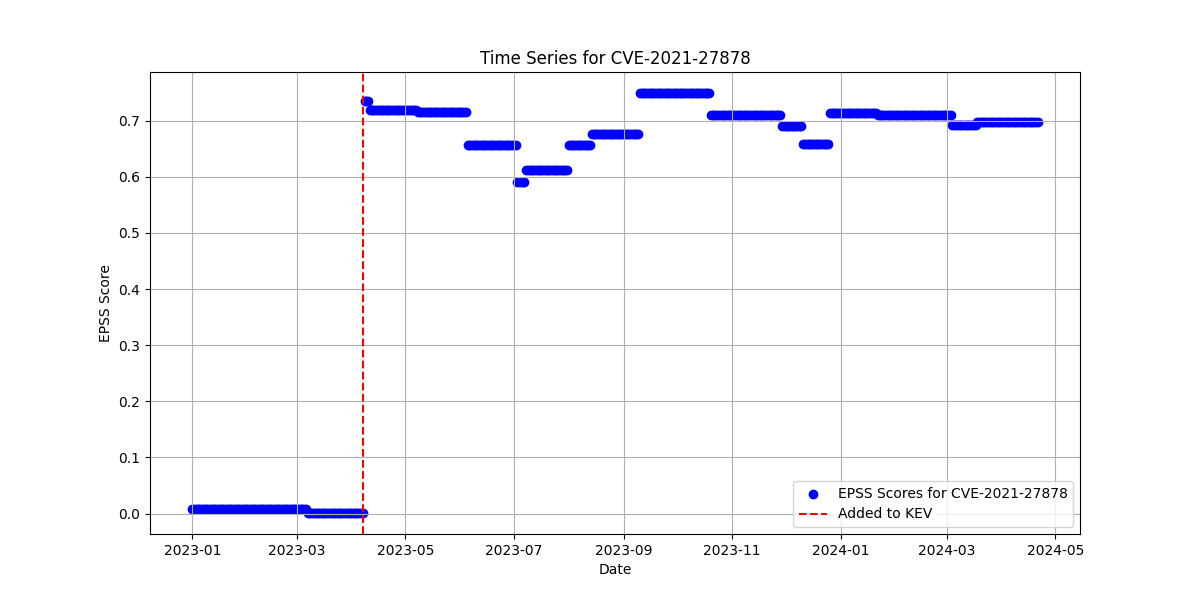 Time Series for CVE-2021-27878
EPSS Score
0.7
0.6
0.5
0.4
0.3
0.2
0.1
0.0
EPSS Scores for CVE-2021-27878
Added to KEV
2023-01 2023-03 2023-05 2023-07 2023-09 2023-11 2024-01 2024-03 2024-05
Date